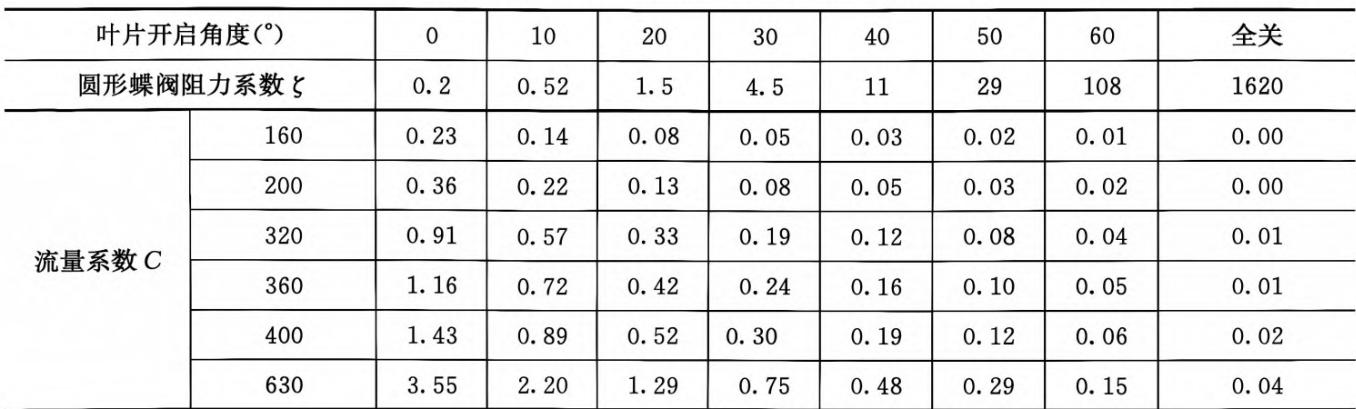 叶片开启角度(°) 0 10 20 30 40 50 60 全关
圆形蝶阀阻力系数 ζ 0.2 0.52 1.5 4.5 11 29 108 1620
流量系数 C
160 0.23 0.14 0.08 0.05 0.03 0.02 0.01 0.00
200 0.36 0.22 0.13 0.08 0.05 0.03 0.02 0.00
320 0.91 0.57 0.33 0.19 0.12 0.08 0.04 0.01
360 1.16 0.72 0.42 0.24 0.16 0.10 0.05 0.01
400 1.43 0.89 0.52 0.30 0.19 0.12 0.06 0.02
630 3.55 2.20 1.29 0.75 0.48 0.29 0.15 0.04